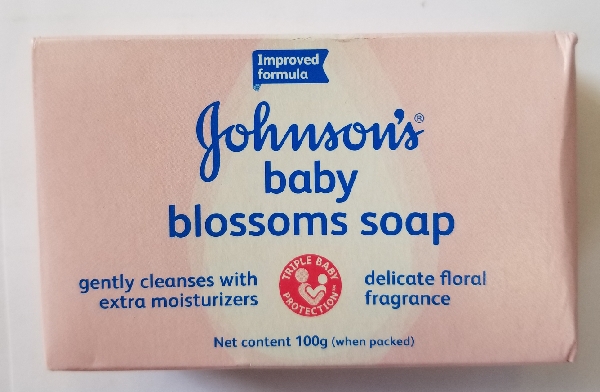 Improved
formula
Johnson's®
baby
blossoms soap
gently cleanses with
extra moisturizers
TRIPLE BABY
PROTECTION™
delicate floral
fragrance
Net content 100g (when packed)